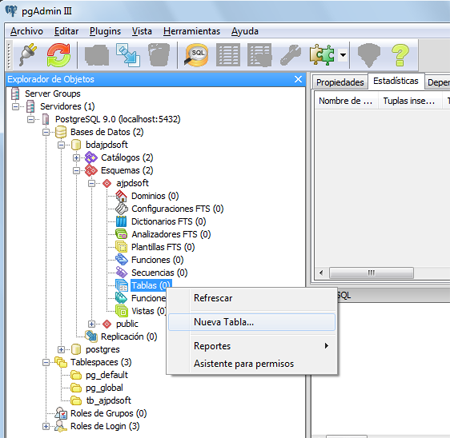 pgAdmin III
Archivo Editar Plugins Vista Herramientas Ayuda
SQL
Explorador de Objetos
Propiedades Estadísticas
Nombre de ... Tuplas inse...
Server Groups
Servidores (1)
PostgreSQL 9.0 (localhost:5432)
Bases de Datos (2)
bdajpdsoft
Catálogos (2)
Esquemas (2)
ajpdsoft
Dominios (0)
Configuraciones FTS (0)
Dictionarios FTS (0)
Analizadores FTS (0)
Plantillas FTS (0)
Funciones (0)
Secuencias (0)
Tablas (0)
Funcione
Vistas (0)
public
Replicación (0)
postgres
Tablespaces (3)
pg_default
pg_global
tb_ajpdsoft
Roles de Grupos (0)
Roles de Login (3)
Refrescar
Nueva Tabla...
Reportes
Asistente para permisos
SQL